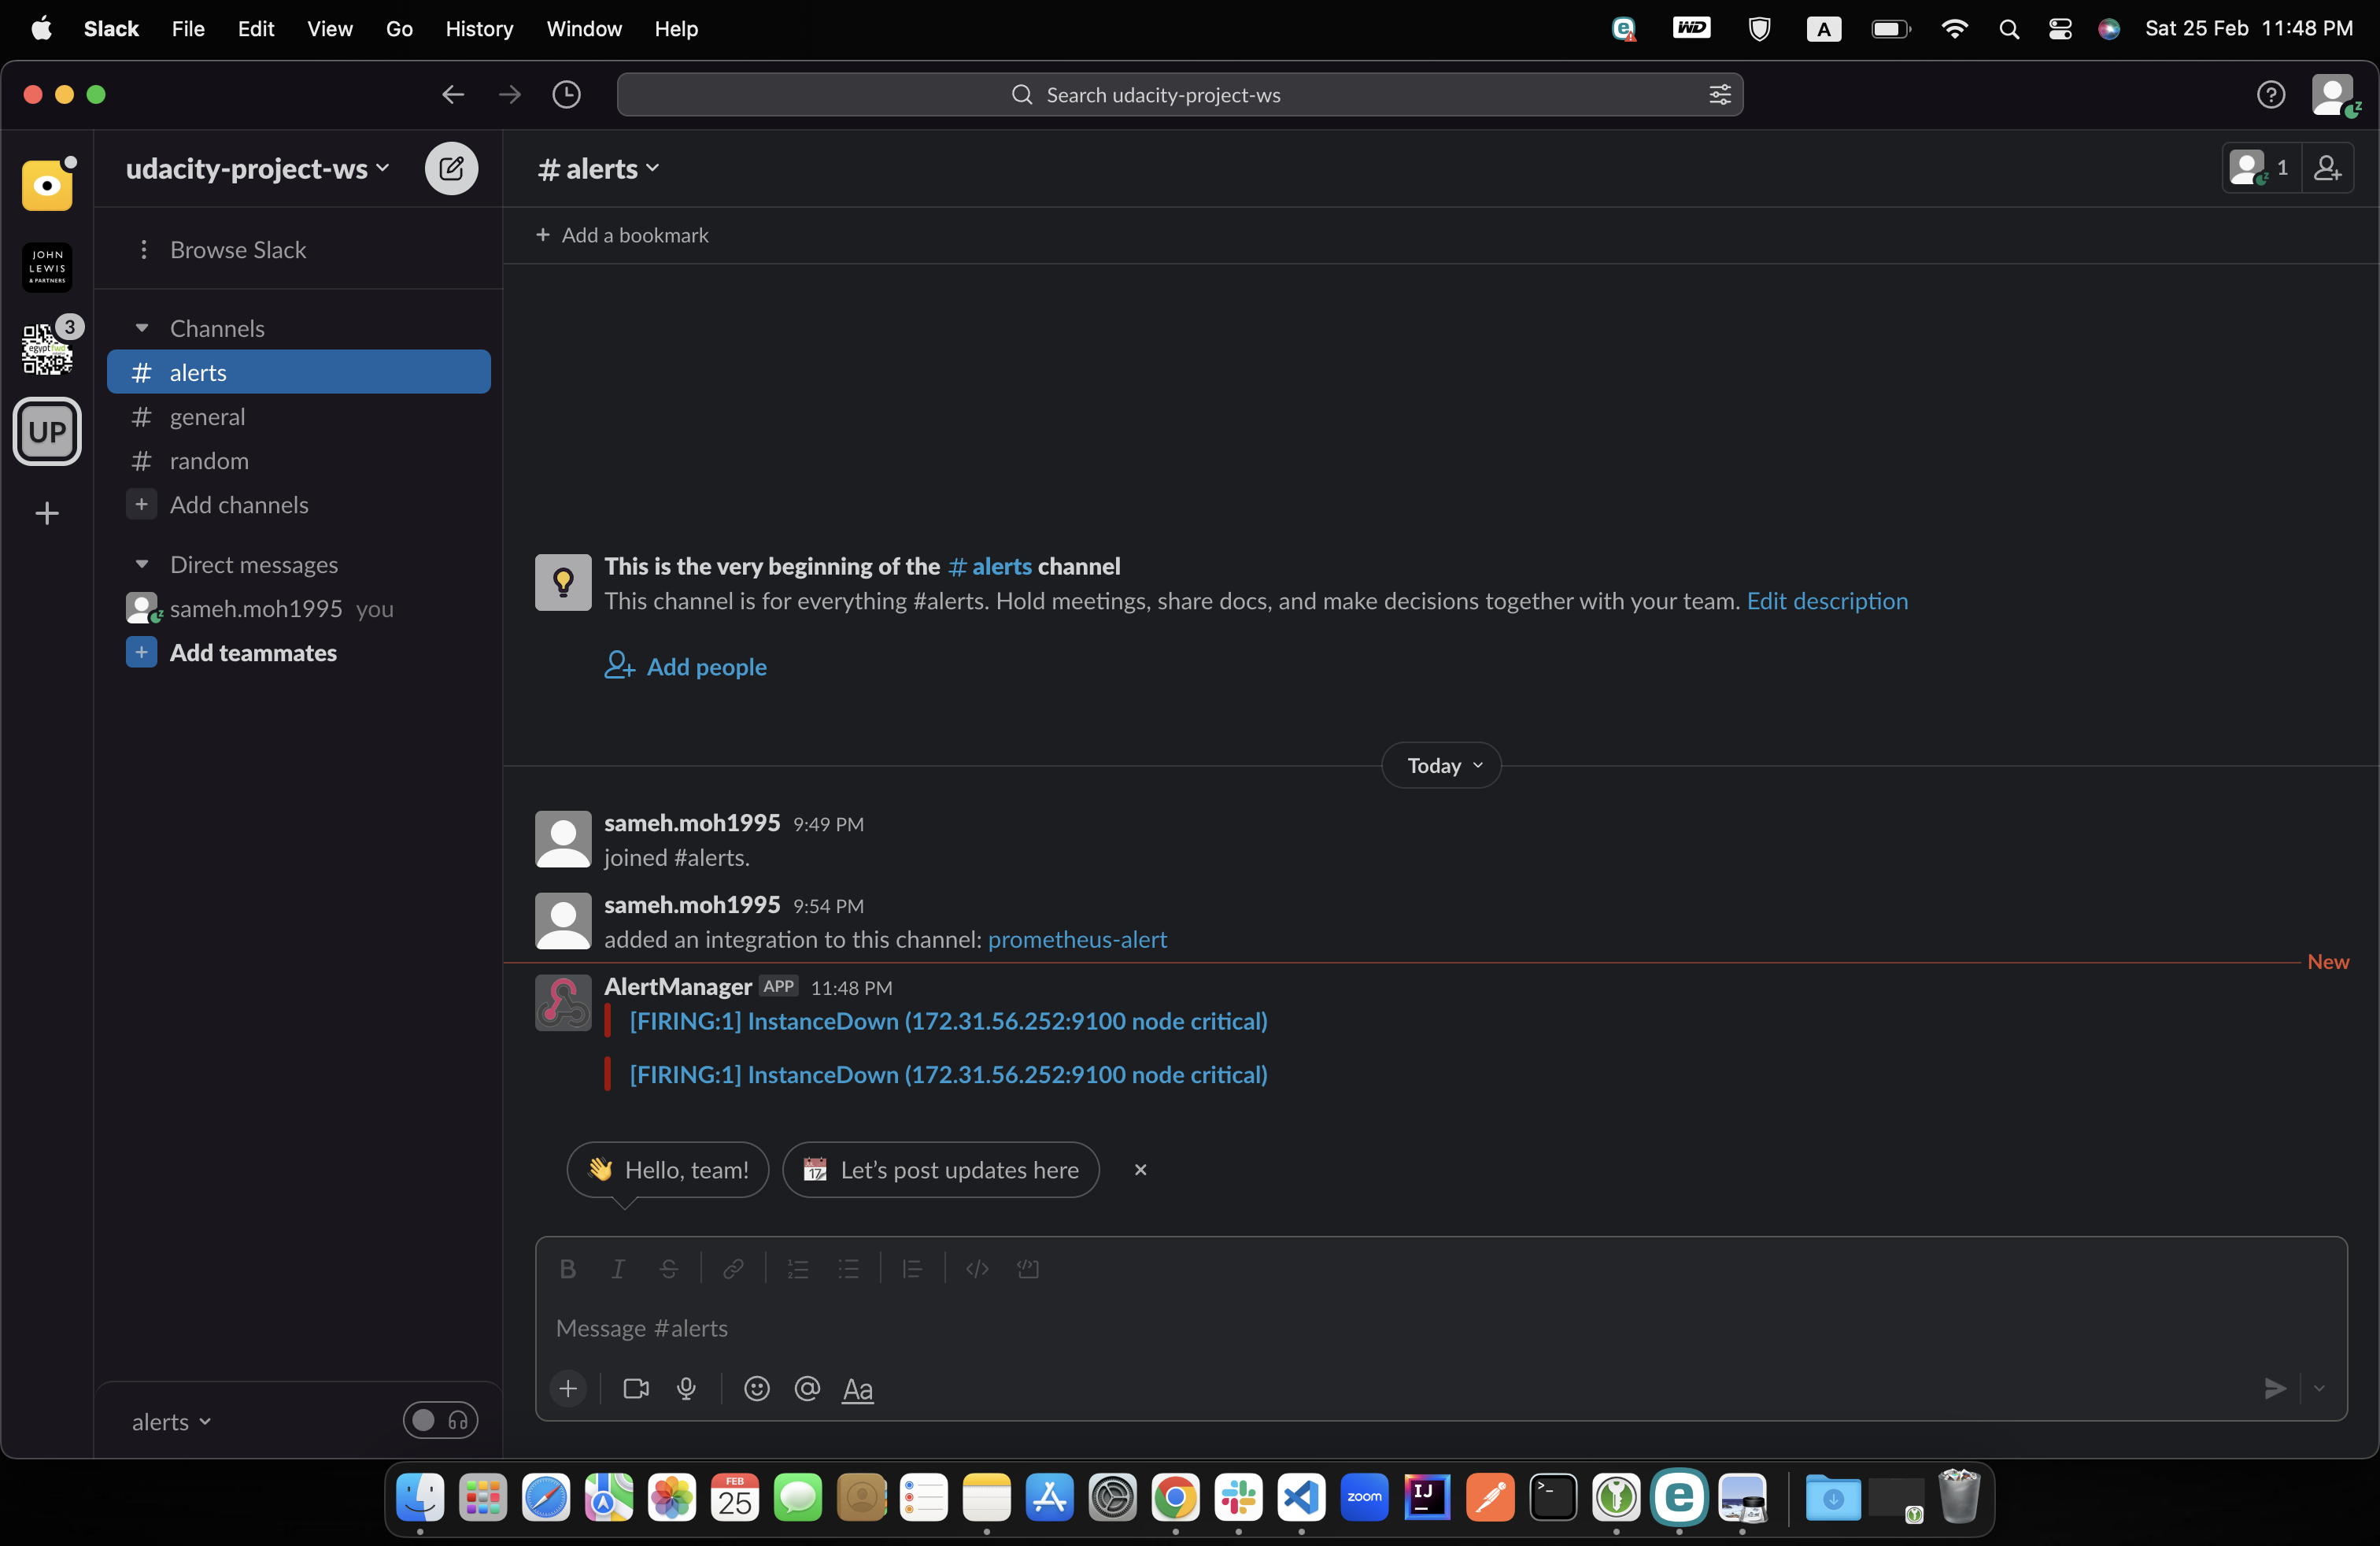 Slack File Edit View Go History Window Help
WD
A
Sat 25 Feb 11:48 PM
Search udacity-project-ws
udacity-project-ws
# alerts
1
JOHN
LEWIS
& PARTNERS
3
egypt fwd
UP
Browse Slack
Add a bookmark
Channels
# alerts
# general
# random
Add channels
Direct messages
sameh.moh1995 you
Add teammates
This is the very beginning of the # alerts channel
This channel is for everything #alerts. Hold meetings, share docs, and make decisions together with your team. Edit description
Add people
Today
sameh.moh1995 9:49 PM
joined #alerts.
sameh.moh1995 9:54 PM
added an integration to this channel: prometheus-alert
New
AlertManager APP 11:48 PM
[FIRING:1] InstanceDown (172.31.56.252:9100 node critical)
[FIRING:1] InstanceDown (172.31.56.252:9100 node critical)
Hello, team!
17
Let’s post updates here
B I S
Message #alerts
@ Aa
alerts
FEB
25
zoom
IJ
e